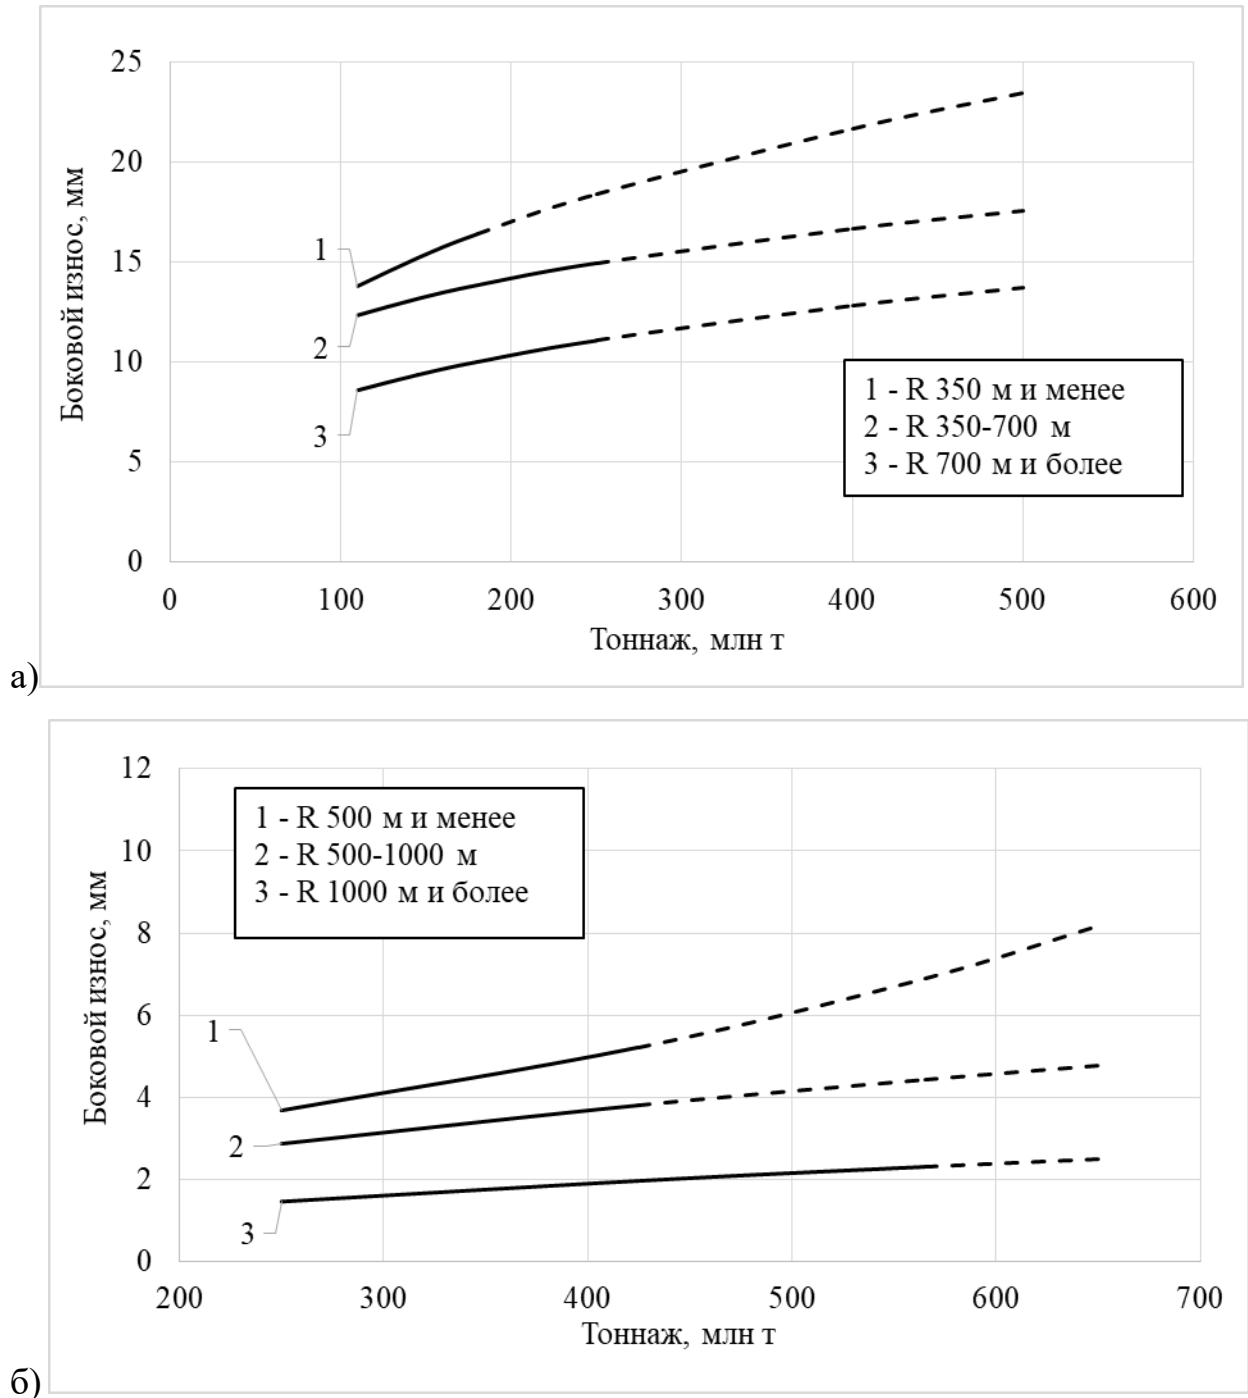 25
20
15
10
5
0
Боковой износ, мм
1
2
3
1 - R 350 м и менее
2 - R 350-700 м
3 - R 700 м и более
0 100 200 300 400 500 600
Тоннаж, млн т
а)
12
10
8
6
4
2
0
Боковой износ, мм
1 - R 500 м и менее
2 - R 500-1000 м
3 - R 1000 м и более
1
2
3
200 300 400 500 600 700
Тоннаж, млн т
б)